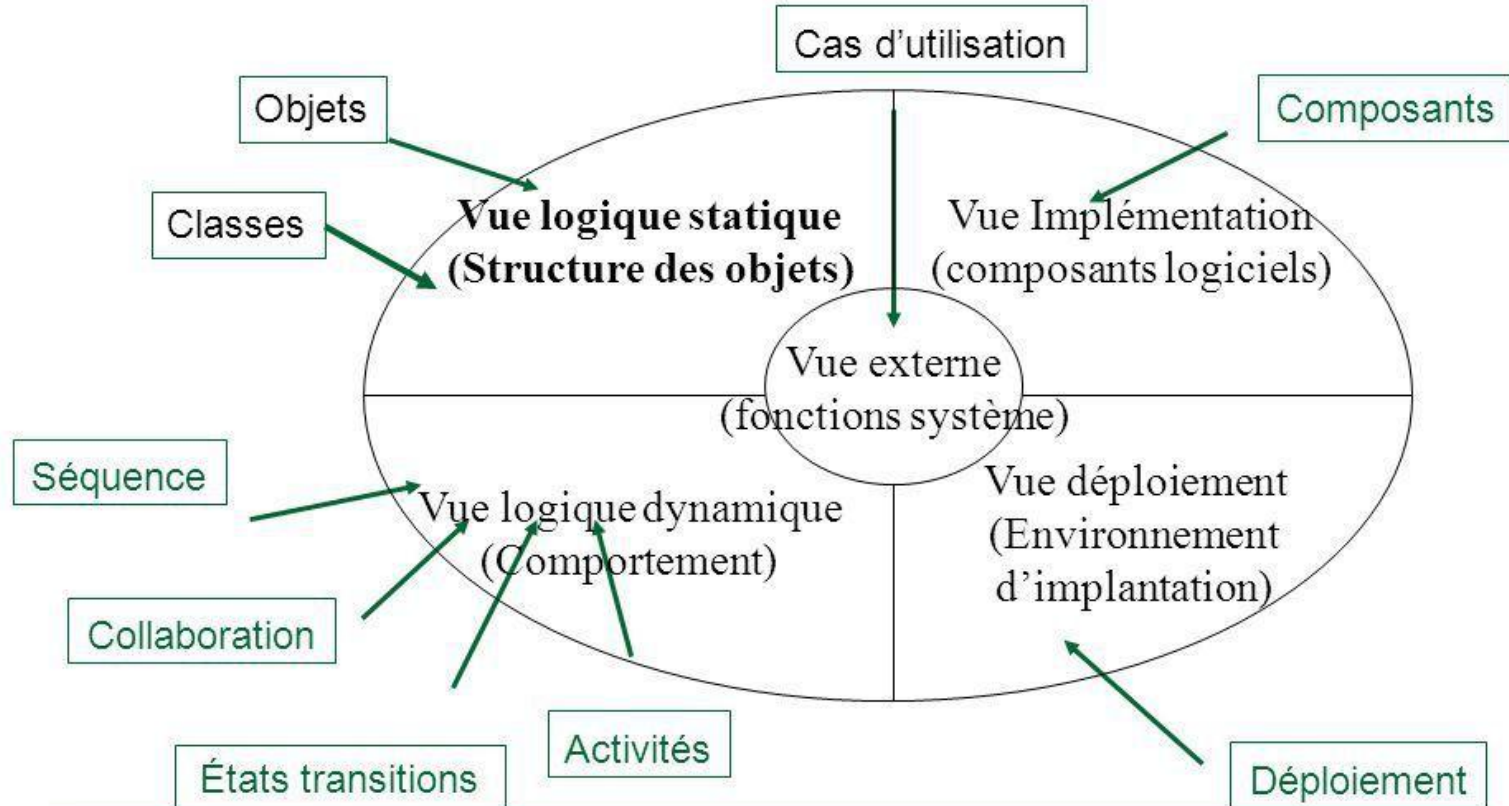 Cas d'utilisation
Objets
Composants
Classes
Vue logique statique
(Structure des objets)
Vue Implémentation
(composants logiciels)
Vue externe
(fonctions système)
Séquence
Vue logique dynamique
(Comportement)
Vue déploiement
(Environnement
d'implantation)
Collaboration
États transitions
Activités
Déploiement